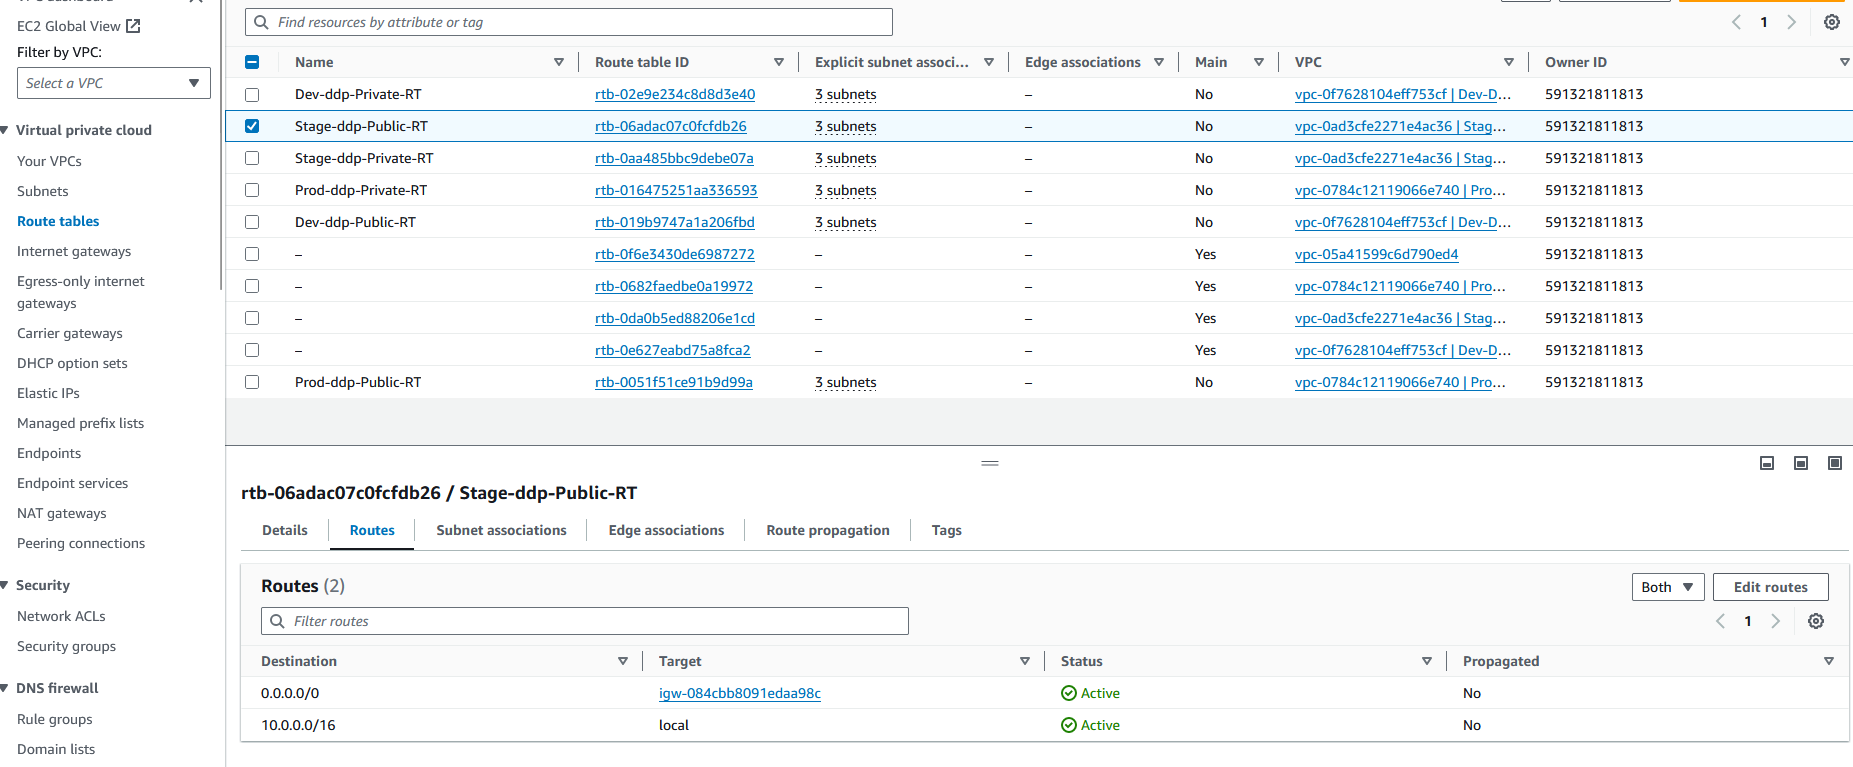 EC2 Global View
Filter by VPC:
Select a VPC
Virtual private cloud
Your VPCs
Subnets
Route tables
Internet gateways
Egress-only internet
gateways
Carrier gateways
DHCP option sets
Elastic IPs
Managed prefix lists
Endpoints
Endpoint services
NAT gateways
Peering connections
Security
Network ACLs
Security groups
DNS firewall
Rule groups
Domain lists
Find resources by attribute or tag
1
Name Route table ID Explicit subnet associ... Edge associations Main VPC Owner ID
Dev-ddp-Private-RT rtb-02e9e234c8d8d3e40 3 subnets – No vpc-0f7628104eff753cf | Dev-D... 591321811813
Stage-ddp-Public-RT rtb-06adac07c0fcfdb26 3 subnets – No vpc-0ad3cfe2271e4ac36 | Stag... 591321811813
Stage-ddp-Private-RT rtb-0aa485bbc9debe07a 3 subnets – No vpc-0ad3cfe2271e4ac36 | Stag... 591321811813
Prod-ddp-Private-RT rtb-016475251aa336593 3 subnets – No vpc-0784c12119066e740 | Pro... 591321811813
Dev-ddp-Public-RT rtb-019b9747a1a206fbd 3 subnets – No vpc-0f7628104eff753cf | Dev-D... 591321811813
– rtb-0f6e3430de6987272 – – Yes vpc-05a41599c6d790ed4 591321811813
– rtb-0682faedbe0a19972 – – Yes vpc-0784c12119066e740 | Pro... 591321811813
– rtb-0da0b5ed88206e1cd – – Yes vpc-0ad3cfe2271e4ac36 | Stag... 591321811813
– rtb-0e627eabd75a8fca2 – – Yes vpc-0f7628104eff753cf | Dev-D... 591321811813
Prod-ddp-Public-RT rtb-0051f51ce91b9d99a 3 subnets – No vpc-0784c12119066e740 | Pro... 591321811813
rtb-06adac07c0fcfdb26 / Stage-ddp-Public-RT
Details Routes Subnet associations Edge associations Route propagation Tags
Routes (2)
Both Edit routes
Filter routes
1
Destination Target Status Propagated
0.0.0.0/0 igw-084cbb8091edaa98c Active No
10.0.0.0/16 local Active No